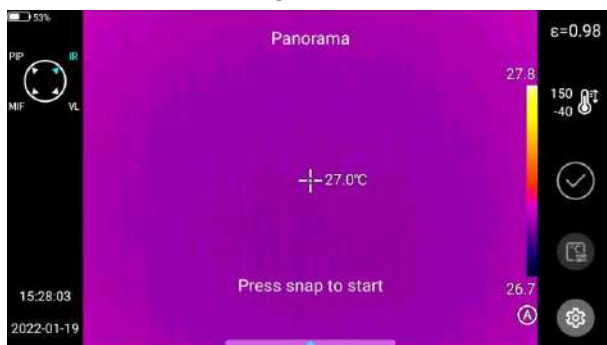 53%
Panorama
ε=0.98
PIP IR
27.8
150
-40
MIF VL
27.0℃
℃
15:28:03
Press snap to start
26.7
A
2022-01-19